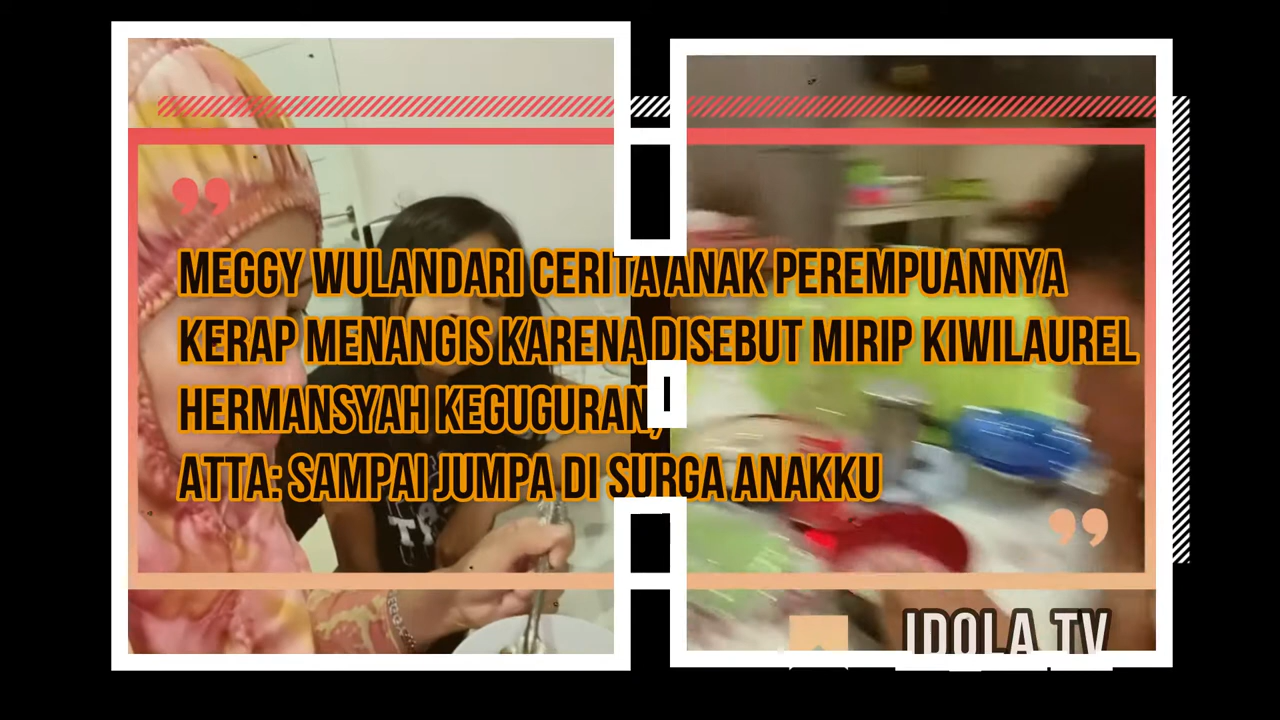 MEGGY WULANDARI CERITA ANAK PEREMPUANNYA
KERAP MENANGIS KARENA DISEBUT MIRIP KIWILAUREL
HERMANSYAH KEGUGURAN,
ATTA: SAMPAI JUMPA DI SURGA ANAKKU
IDOLA TV